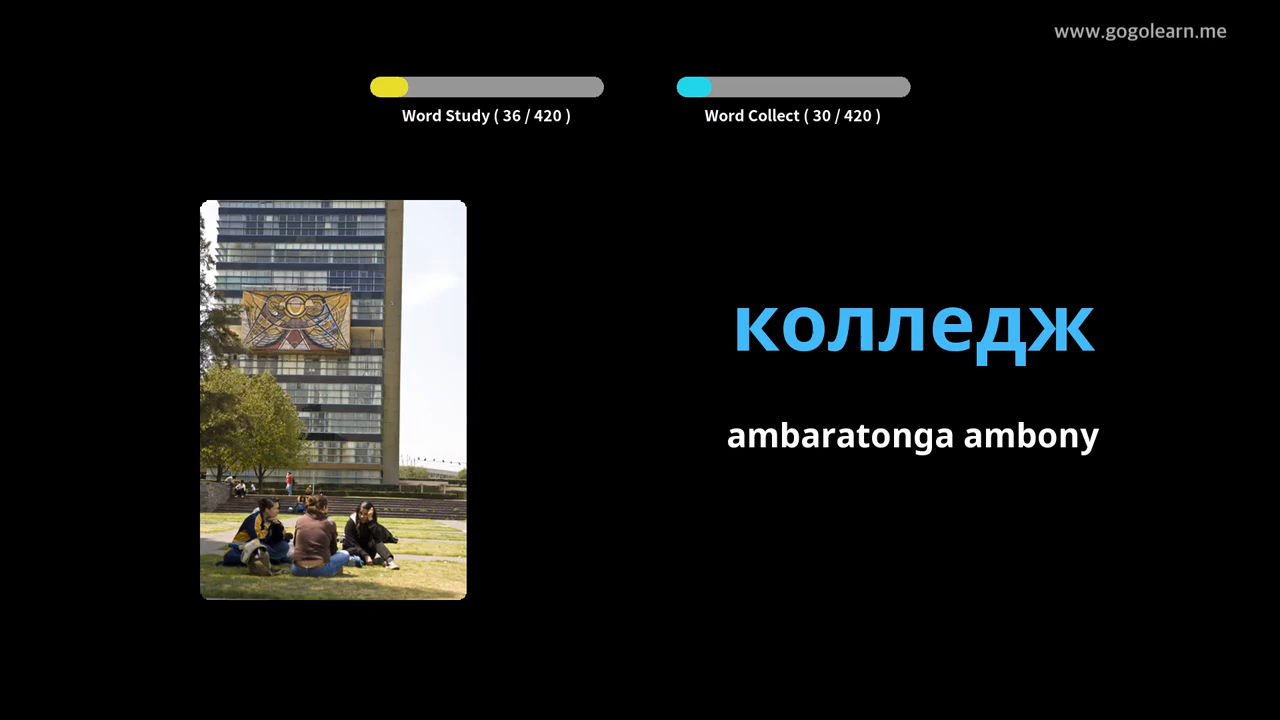 www.gogolearn.me
Word Study ( 36 / 420 )
Word Collect ( 30 / 420 )
колледж
ambaratonga ambony